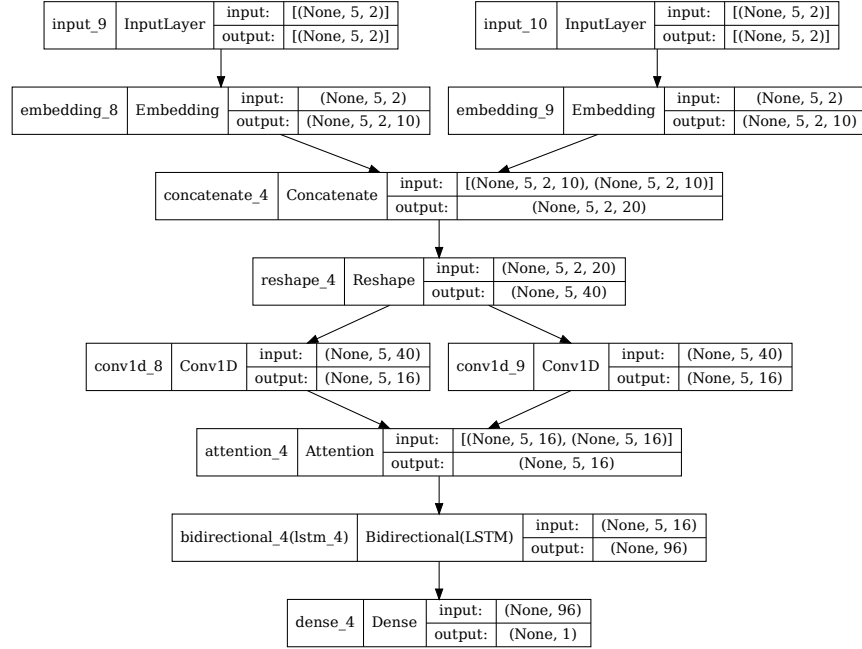 input_9 InputLayer input: [(None, 5, 2)]
output: [(None, 5, 2)]
input_10 InputLayer input: [(None, 5, 2)]
output: [(None, 5, 2)]
embedding_8 Embedding input: (None, 5, 2)
output: (None, 5, 2, 10)
embedding_9 Embedding input: (None, 5, 2)
output: (None, 5, 2, 10)
concatenate_4 Concatenate input: [(None, 5, 2, 10), (None, 5, 2, 10)]
output: (None, 5, 2, 20)
reshape_4 Reshape input: (None, 5, 2, 20)
output: (None, 5, 40)
conv1d_8 Conv1D input: (None, 5, 40)
output: (None, 5, 16)
conv1d_9 Conv1D input: (None, 5, 40)
output: (None, 5, 16)
attention_4 Attention input: [(None, 5, 16), (None, 5, 16)]
output: (None, 5, 16)
bidirectional_4(lstm_4) Bidirectional(LSTM) input: (None, 5, 16)
output: (None, 96)
dense_4 Dense input: (None, 96)
output: (None, 1)